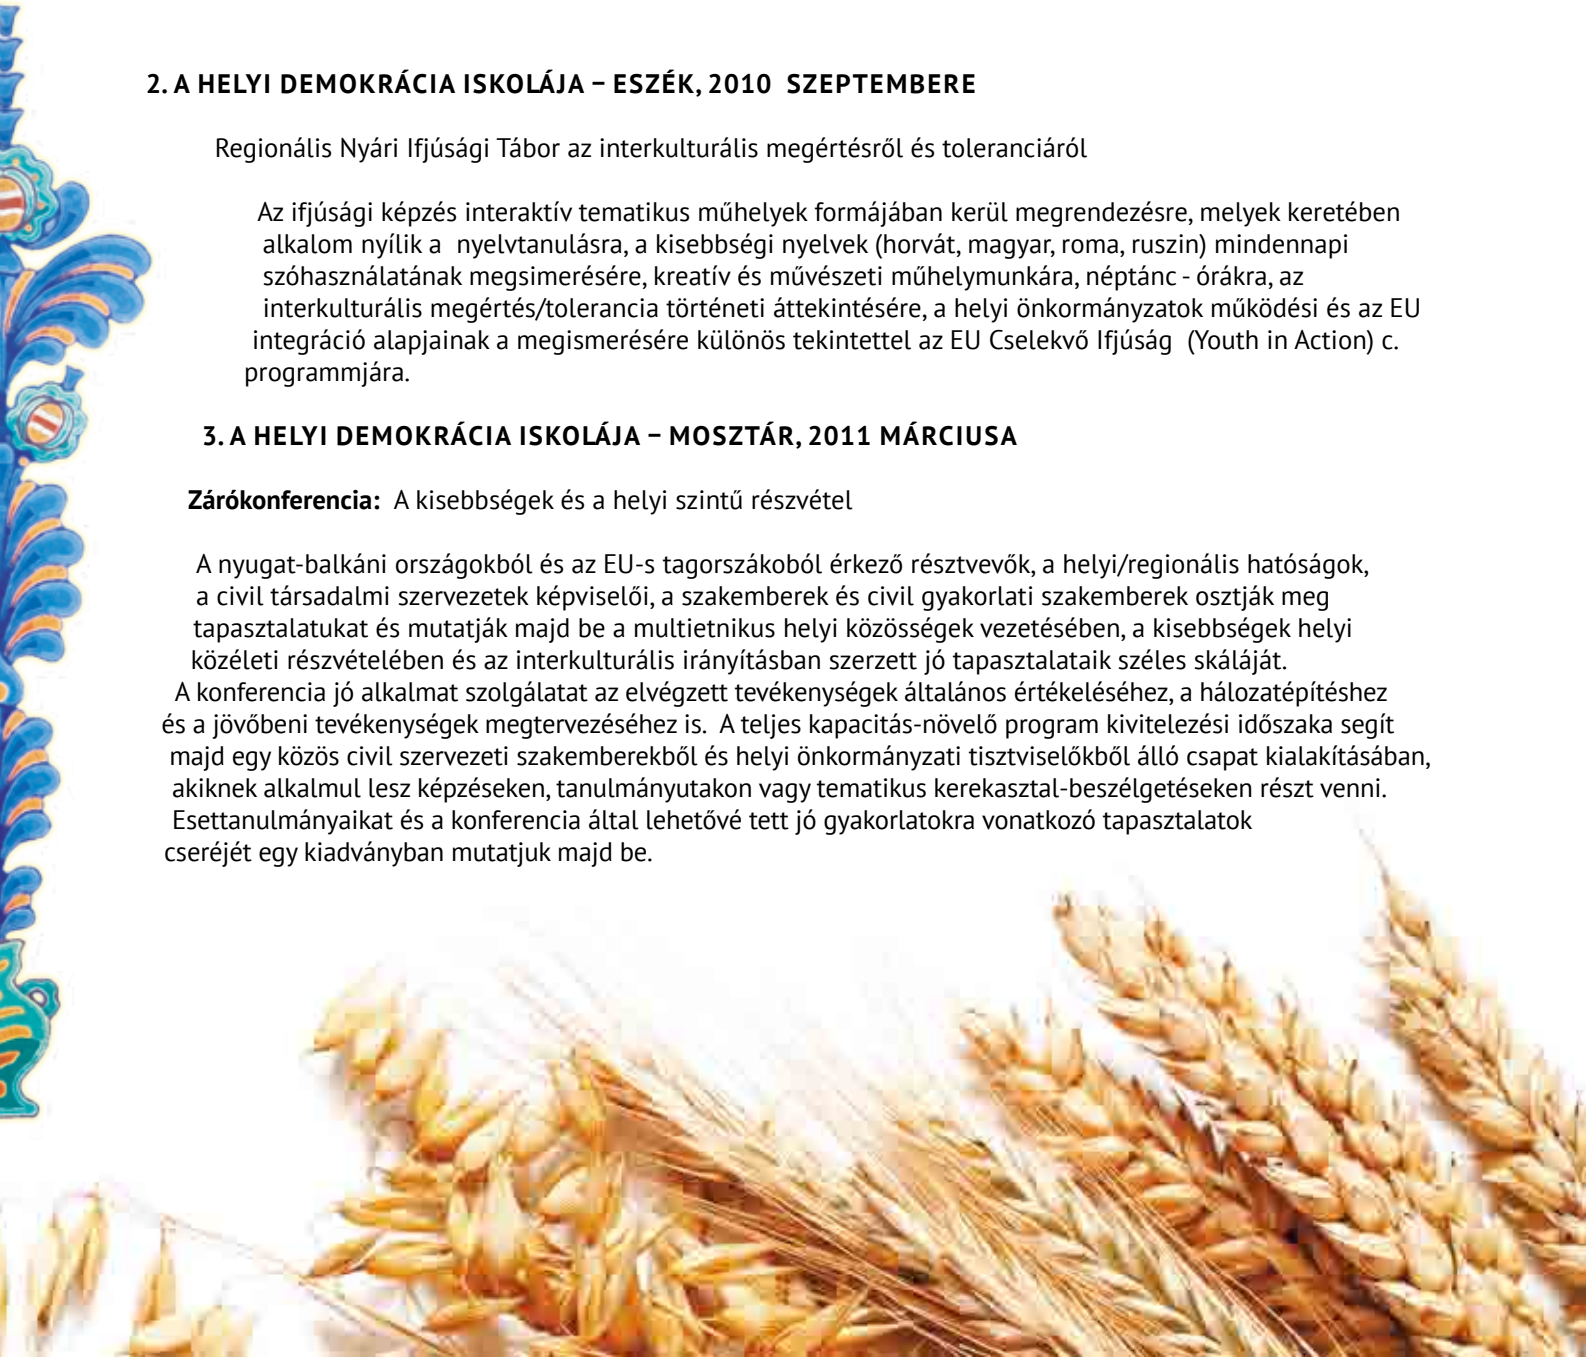 2. A HELYI DEMOKRÁCIA ISKOLÁJA – ESZÉK, 2010 SZEPTEMBERE
Regionális Nyári Ifjúsági Tábor az interkulturális megértésről és toleranciáról
Az ifjúsági képzés interaktív tematikus műhelyek formájában kerül megrendezésre, melyek keretében
alkalom nyílik a nyelvtanulásra, a kisebbségi nyelvek (horvát, magyar, roma, ruszin) mindennapi
szóhasználatának megsimerésére, kreatív és művészeti műhelymunkára, néptánc - órákra, az
interkulturális megértés/tolerancia történeti áttekintésére, a helyi önkormányzatok működési és az EU
integráció alapjainak a megismerésére különös tekintettel az EU Cselekvő Ifjúság (Youth in Action) c.
programmjára.
3. A HELYI DEMOKRÁCIA ISKOLÁJA – MOSZTÁR, 2011 MÁRCIUSA
Zárókonferencia: A kisebbségek és a helyi szintű részvétel
A nyugat-balkáni országokból és az EU-s tagorszákoból érkező résztvevők, a helyi/regionális hatóságok,
a civil társadalmi szervezetek képviselői, a szakemberek és civil gyakorlati szakemberek osztják meg
tapasztalatukat és mutatják majd be a multietnikus helyi közösségek vezetésében, a kisebbségek helyi
közéleti részvételében és az interkulturális irányításban szerzett jó tapasztalataik széles skáláját.
A konferencia jó alkalmat szolgálatat az elvégzett tevékenységek általános értékeléséhez, a hálozatépítéshez
és a jövőbeni tevékenységek megtervezéséhez is. A teljes kapacitás-növelő program kivitelezési időszaka segít
majd egy közös civil szervezeti szakemberekből és helyi önkormányzati tisztviselőkből álló csapat kialakításában,
akiknek alkalmul lesz képzéseken, tanulmányutakon vagy tematikus kerekasztal-beszélgetéseken részt venni.
Esettanulmányaikat és a konferencia által lehetővé tett jó gyakorlatokra vonatkozó tapasztalatok
cseréjét egy kiadványban mutatjuk majd be.